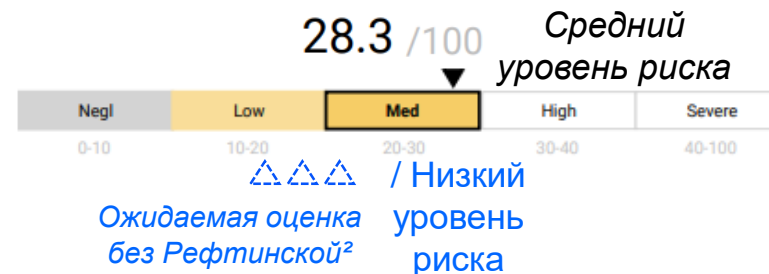 28.3 /100
Средний
уровень риска
Negl Low Med High Severe
0-10 10-20 20-30 30-40 40-100
/ Низкий
уровень
риска
Ожидаемая оценка
без Рефтинской²